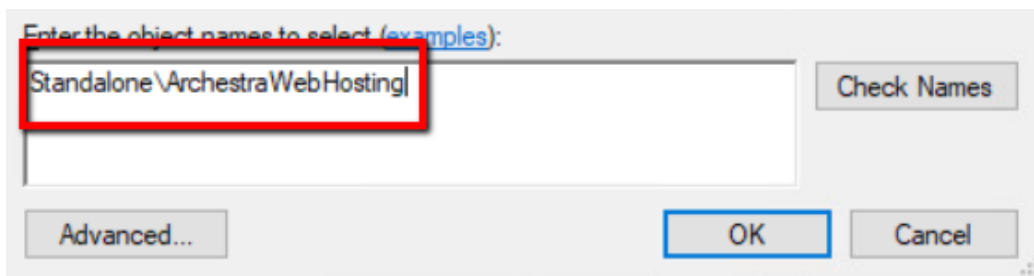 Enter the object names to select (examples):
Standalone\ArchestraWebHosting
Check Names
Advanced...
OK
Cancel